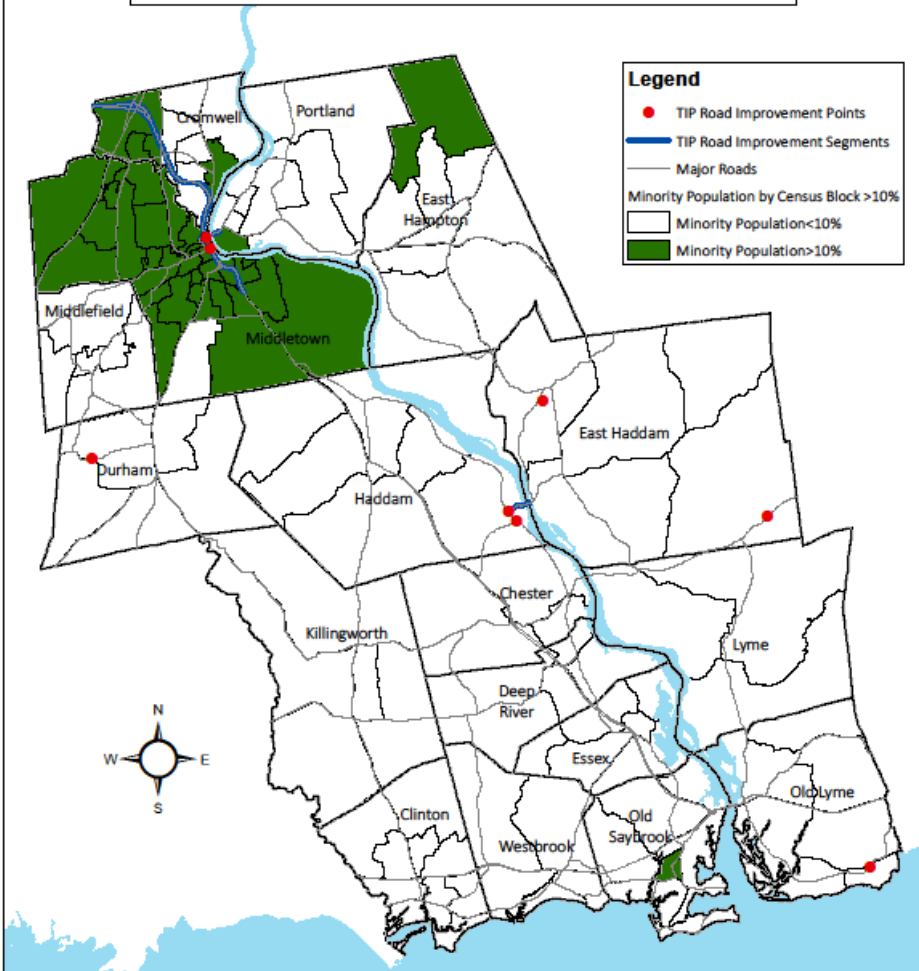 Legend
TIP Road Improvement Points
TIP Road Improvement Segments
Major Roads
Minority Population by Census Block >10%
Minority Population<10%
Minority Population>10%
Cromwell
Portland
East
Hampton
Middlefield
Middletown
East Haddam
Durham
Haddam
Chester
Killingworth
Lyme
Deep
River
N
W
E
S
Essex
Old Lyme
Clinton
Old
Saybrook
Westbrook